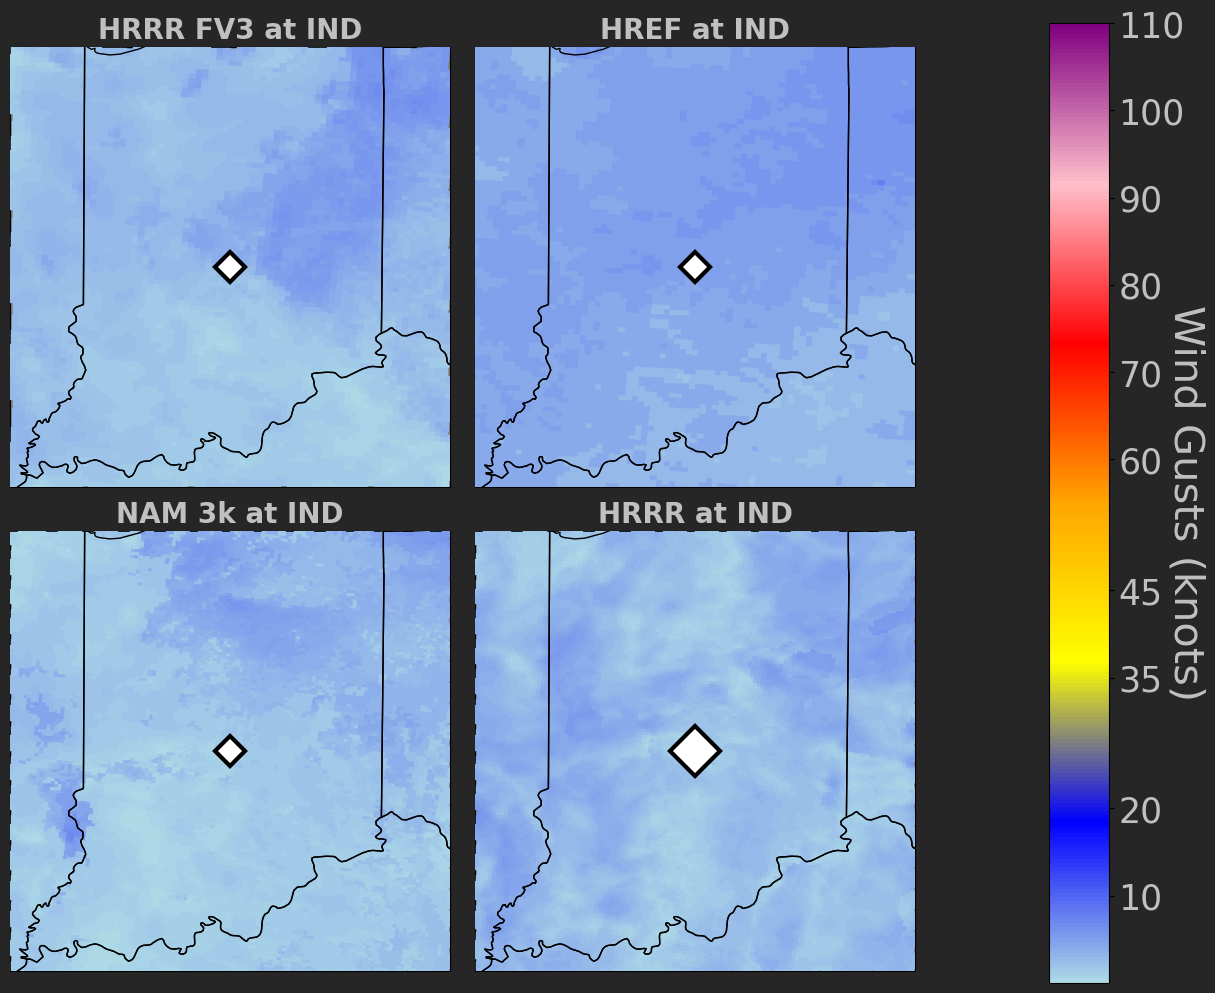 HRRR FV3 at IND
HREF at IND
NAM 3k at IND
HRRR at IND
110
100
90
80
70
60
45
35
20
10
Wind Gusts (knots)